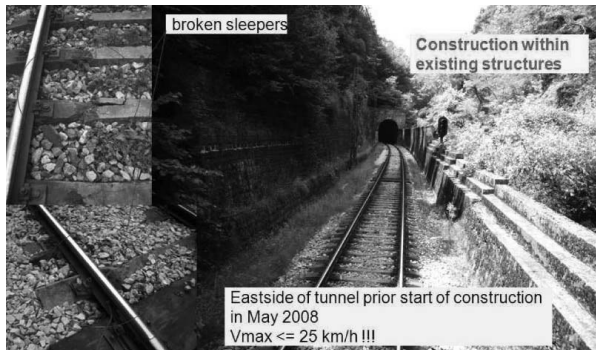 broken sleepers
Construction within
existing structures
Eastside of tunnel prior start of construction
in May 2008
Vmax <= 25 km/h !!!